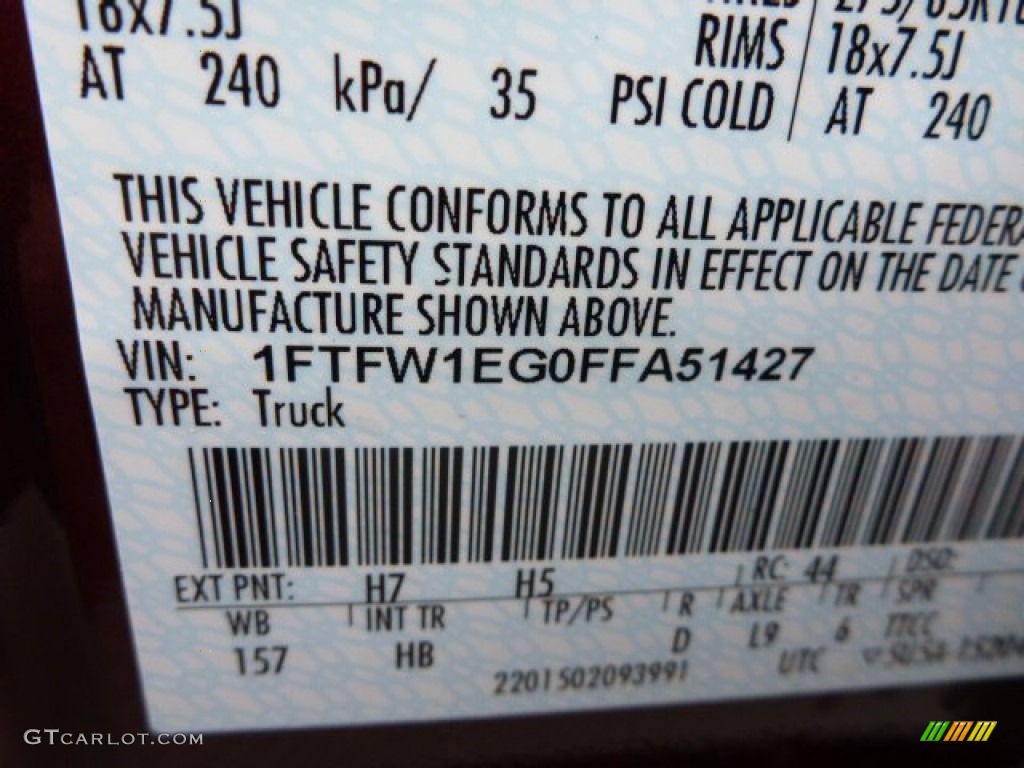 18x7.5J
RIMS 18x7.5J
AT 240 kPa/ 35 PSI COLD AT 240
THIS VEHICLE CONFORMS TO ALL APPLICABLE FEDERA
VEHICLE SAFETY STANDARDS IN EFFECT ON THE DATE
MANUFACTURE SHOWN ABOVE.
VIN: 1FTFW1EG0FFA51427
TYPE: Truck
EXT PNT: H7 H5 RC: 44 DSO:
WB INT TR TP/PS R AXLE TR SPR
157 HB D L9 6 TTCC
2201502093991 UTC
GTCARLOT.COM